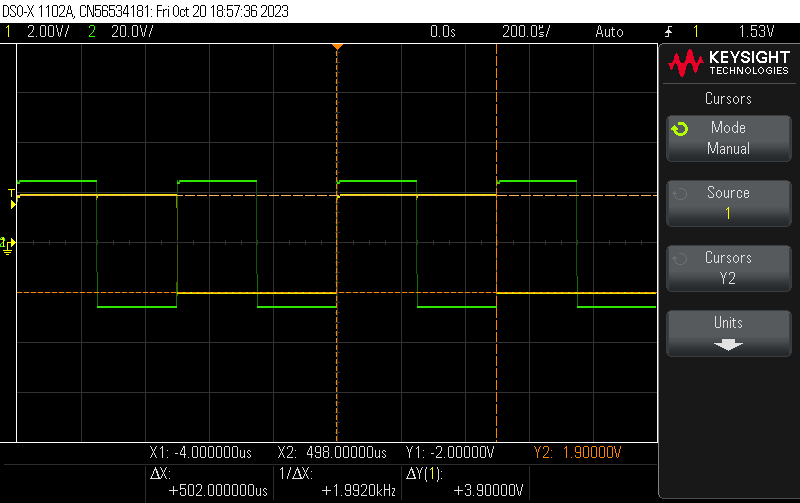 DSO-X 1102A, CN56534181: Fri Oct 20 18:57:36 2023
1 2.00V/ 2 20.0V/ 0.0s 200.0us/ Auto 1 1.53V
KEYSIGHT
TECHNOLOGIES
Cursors
Mode
Manual
Source
1
Cursors
Y2
Units
T
2
X1: -4.000000us X2: 498.00000us Y1: -2.00000V Y2: 1.90000V
ΔX: 1/ΔX: ΔY(1):
+502.000000us +1.9920kHz +3.90000V